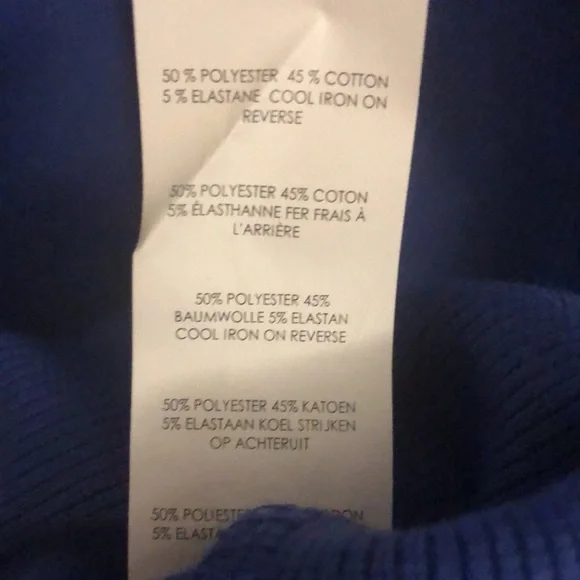 50 % POLYESTER 45 % COTTON
5 % ELASTANE COOL IRON ON
REVERSE
50% POLYESTER 45% COTON
5% ÉLASTHANNE FER FRAIS À
L'ARRIÈRE
50% POLYESTER 45%
BAUMWOLLE 5% ELASTAN
COOL IRON ON REVERSE
50% POLYESTER 45% KATOEN
5% ELASTAAN KOEL STRIJKEN
OP ACHTERUIT
50%
5%